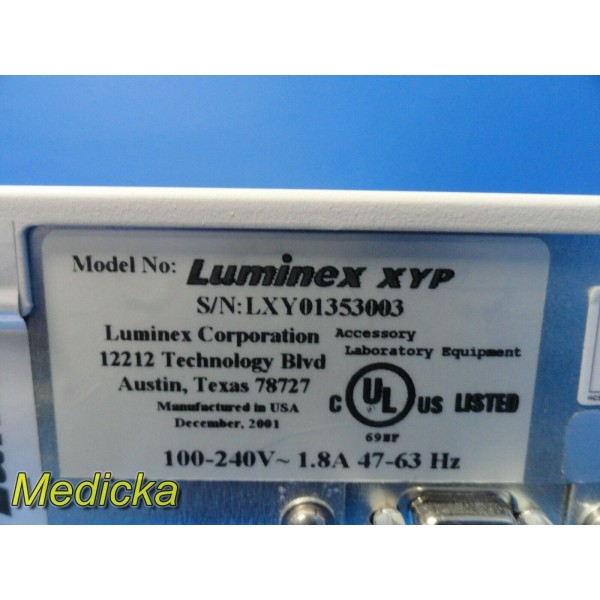 Model No: Luminex XYP
S/N: LXY01353003
Luminex Corporation
12212 Technology Blvd
Austin, Texas 78727
Manufactured in USA
December, 2001
Accessory
Laboratory Equipment
C UL US LISTED
69NF
100-240V~ 1.8A 47-63 Hz
Medicka